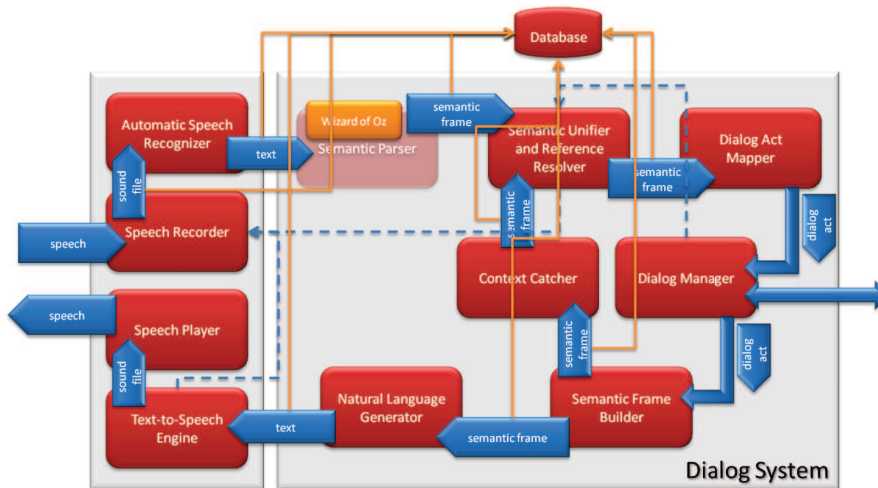 Database
Automatic Speech
Recognizer
text
Wizard of Oz
Semantic Parser
semantic
frame
Semantic Unifier
and Reference
Resolver
semantic
frame
Dialog Act
Mapper
sound
file
speech
Speech Recorder
semantic
frame
dialog
act
Context Catcher
Dialog Manager
speech
Speech Player
sound
file
semantic
frame
dialog
act
Text-to-Speech
Engine
text
Natural Language
Generator
semantic frame
Semantic Frame
Builder
Dialog System